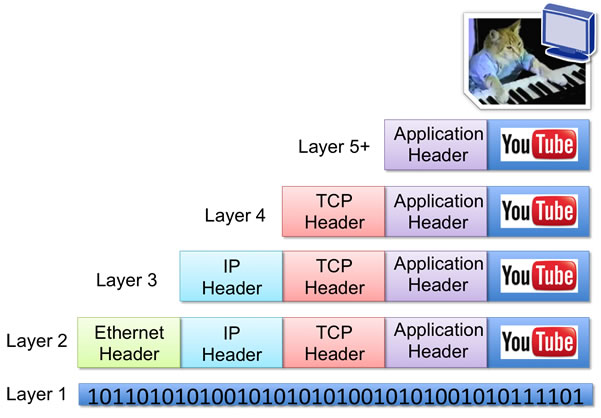 Layer 5+
Application
Header
YouTube
Layer 4
TCP
Header
Application
Header
YouTube
Layer 3
IP
Header
TCP
Header
Application
Header
YouTube
Layer 2
Ethernet
Header
IP
Header
TCP
Header
Application
Header
YouTube
Layer 1
1011010101001010101010010101001010111101